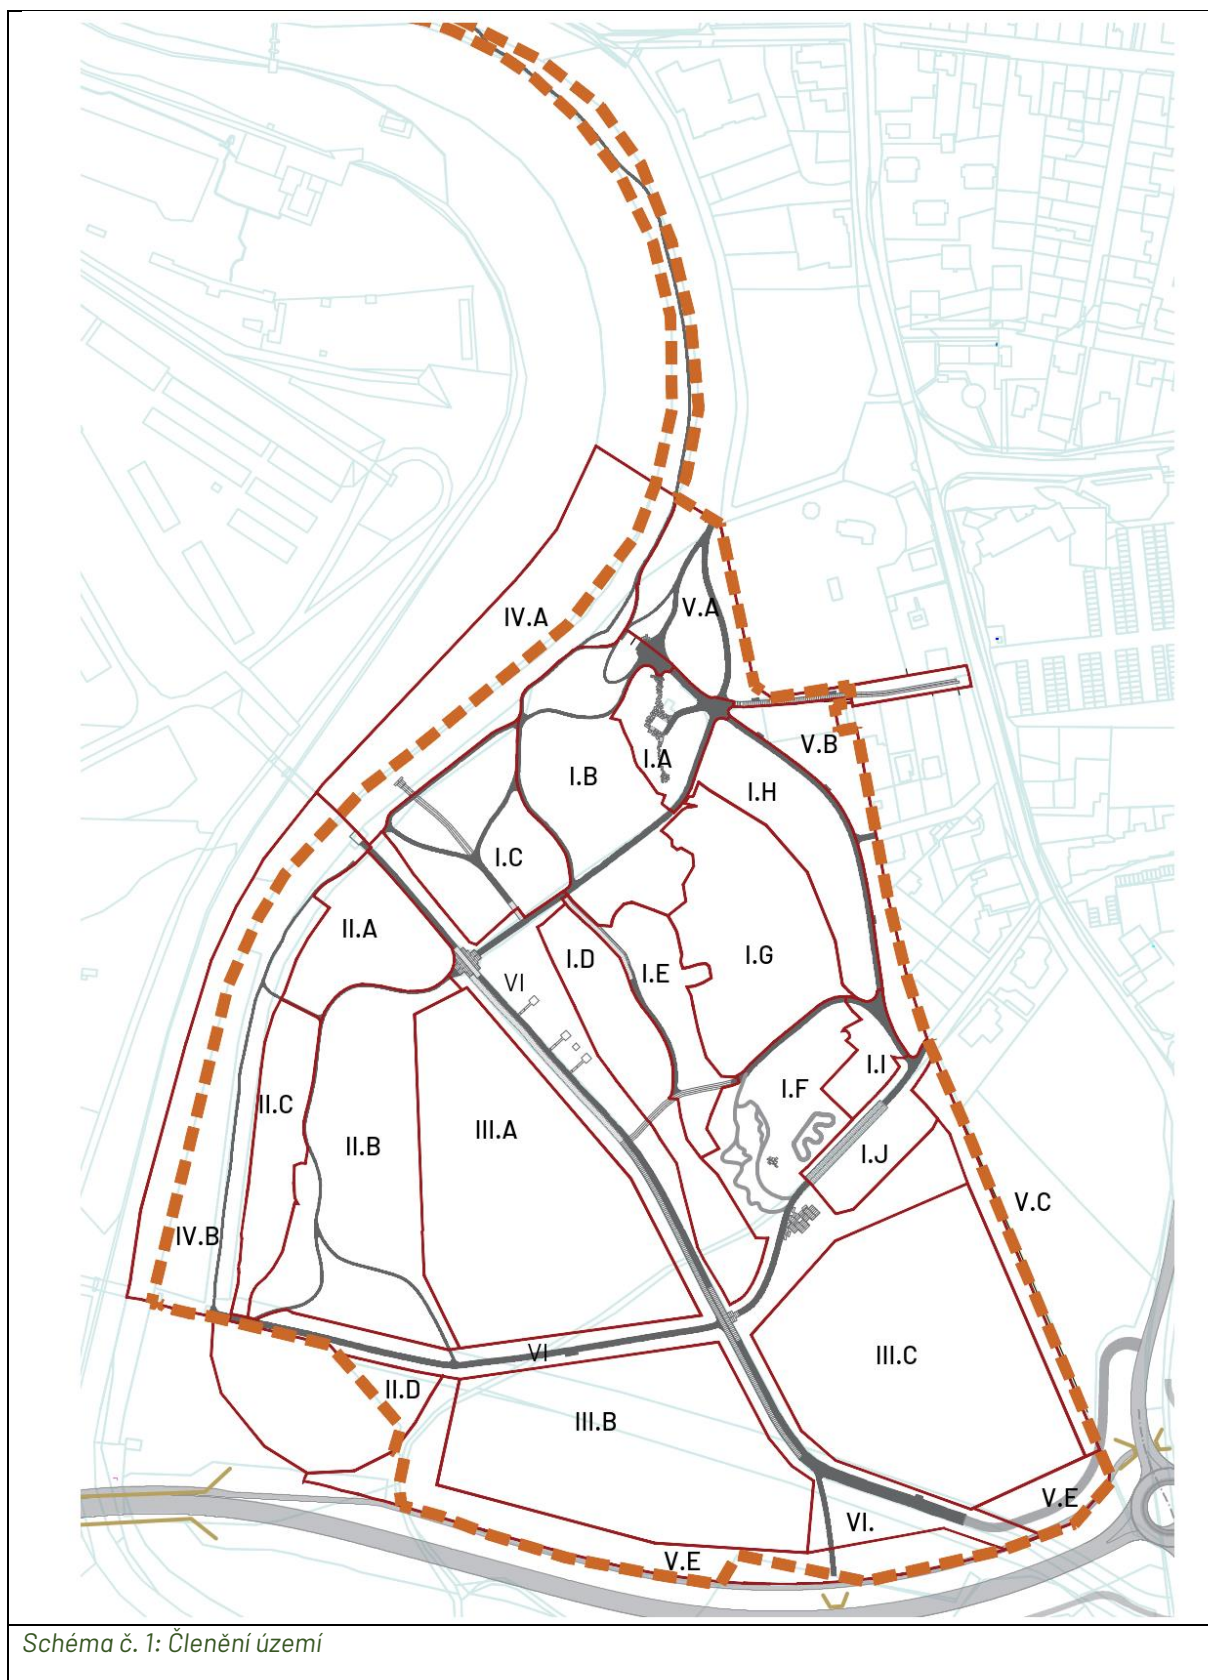 IV.A
V.A
V.B
I.A
I.B
I.H
I.C
II.A
I.D
I.E
I.G
VI
I.I
I.F
II.C
III.A
II.B
I.J
V.C
IV.B
III.C
VI
II.D
III.B
V.E
VI.
V.E
Schéma č. 1: Členění území